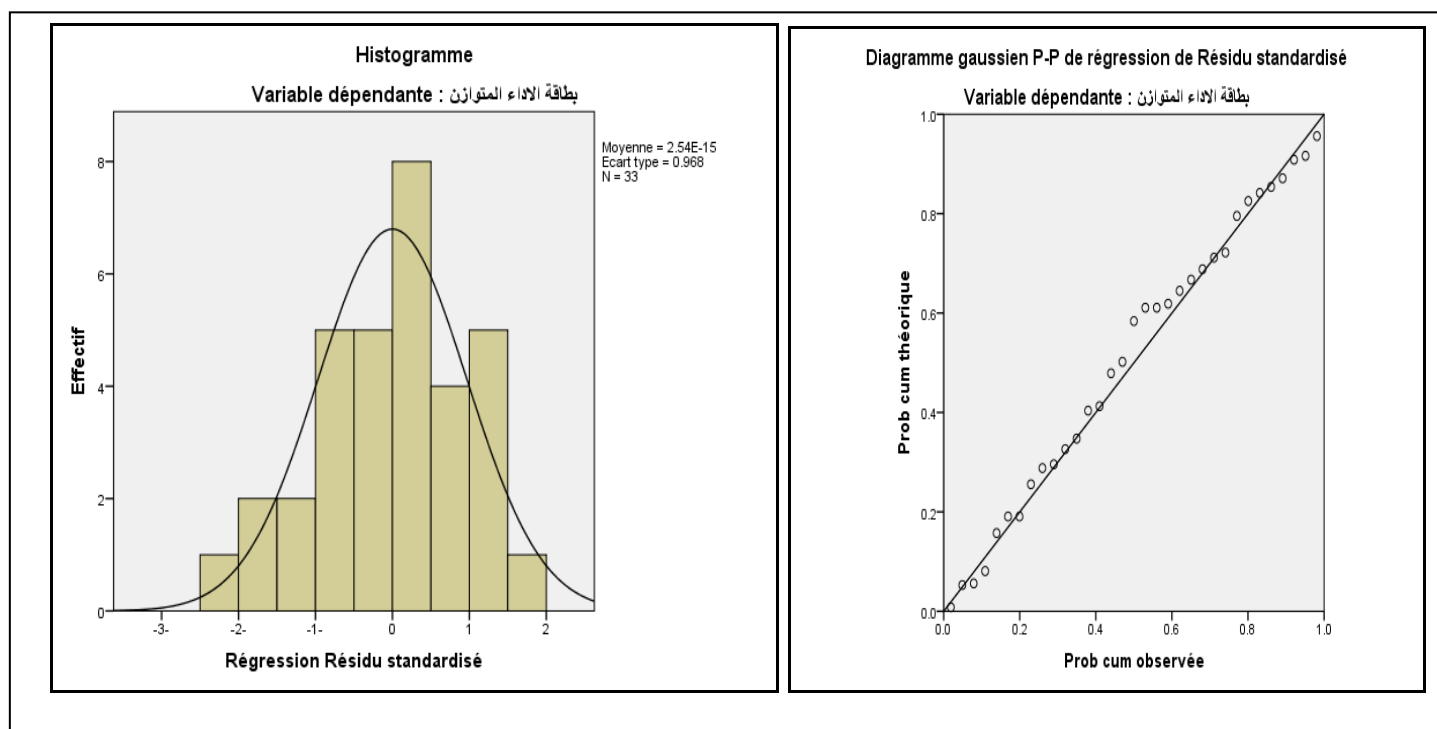 Histogramme
Variable dépendante : بطاقة الاداء المتوازن
Moyenne = 2.54E-15
Ecart type = 0.968
N = 33
Effectif
8
6
4
2
0
-3-
-2-
-1-
0
1
2
Régression Résidu standardisé
Diagramme gaussien P-P de régression de Résidu standardisé
Variable dépendante : بطاقة الاداء المتوازن
Prob cum théorique
1.0
0.8
0.6
0.4
0.2
0.0
0.0
0.2
0.4
0.6
0.8
1.0
Prob cum observée